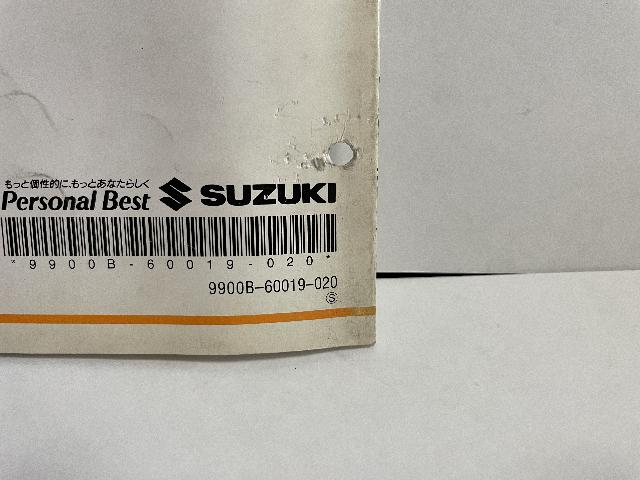 もっと個性的に、もっとあなたらしく
Personal Best SUZUKI
*9900B-60019-020*
9900B-60019-020
Ⓢ